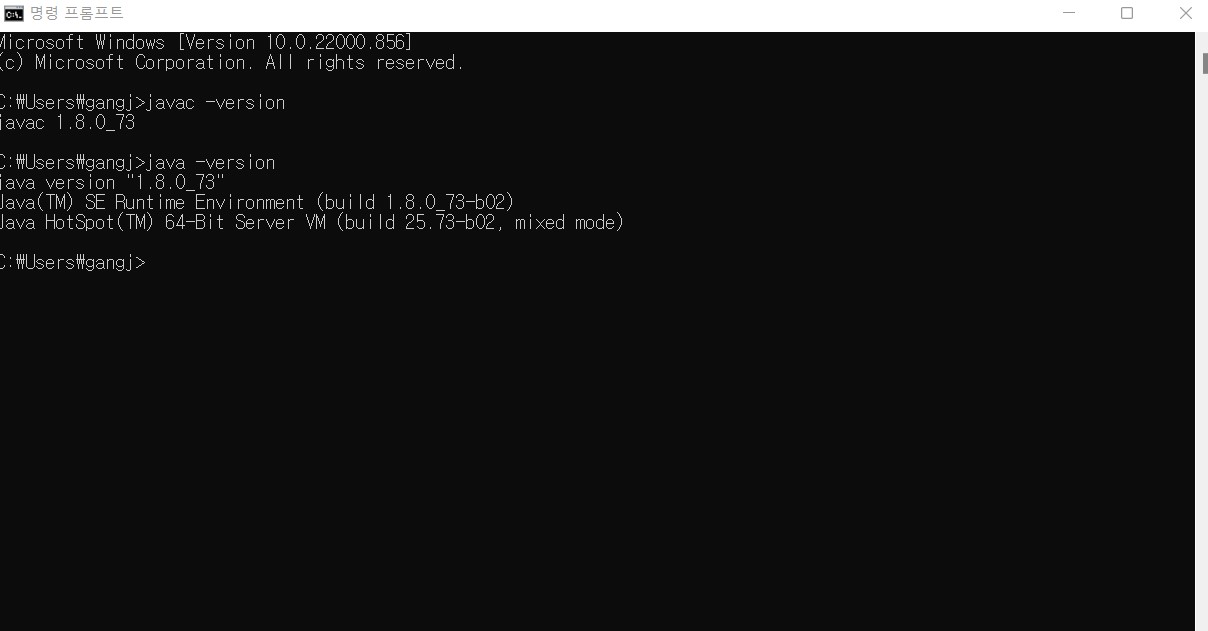 명령 프롬프트
Microsoft Windows [Version 10.0.22000.856]
(c) Microsoft Corporation. All rights reserved.
C:₩Users₩gangj>javac -version
javac 1.8.0_73
C:₩Users₩gangj>java -version
java version "1.8.0_73"
Java(TM) SE Runtime Environment (build 1.8.0_73-b02)
Java HotSpot(TM) 64-Bit Server VM (build 25.73-b02, mixed mode)
C:₩Users₩gangj>